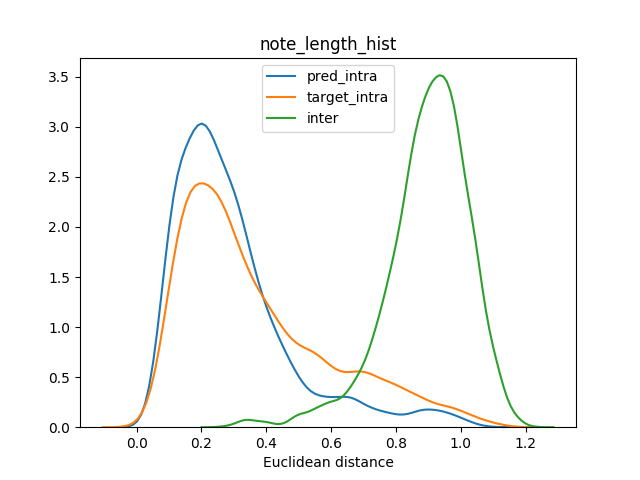 note_length_hist
pred_intra
target_intra
inter
3.5
3.0
2.5
2.0
1.5
1.0
0.5
0.0
0.0 0.2 0.4 0.6 0.8 1.0 1.2
Euclidean distance